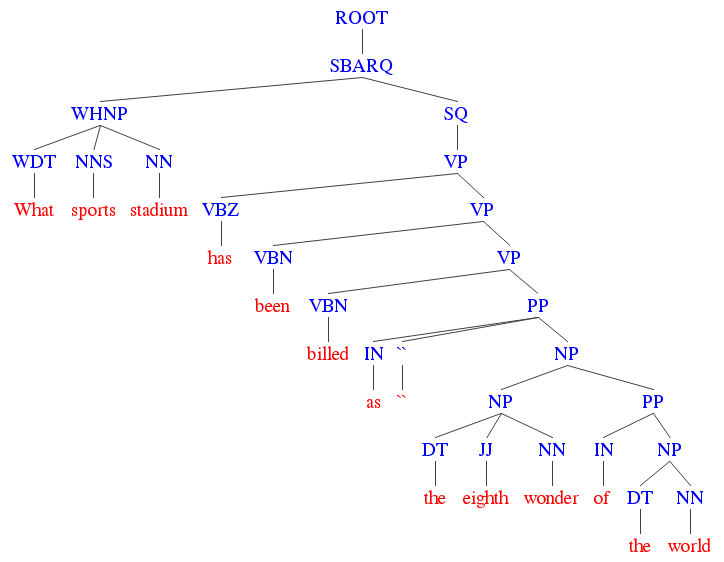 ROOT
SBARQ
WHNP SQ
WDT NNS NN VP
What sports stadium VBZ VP
has VBN VP
been VBN PP
billed IN `` NP
as `` NP PP
DT JJ NN IN NP
the eighth wonder of DT NN
the world